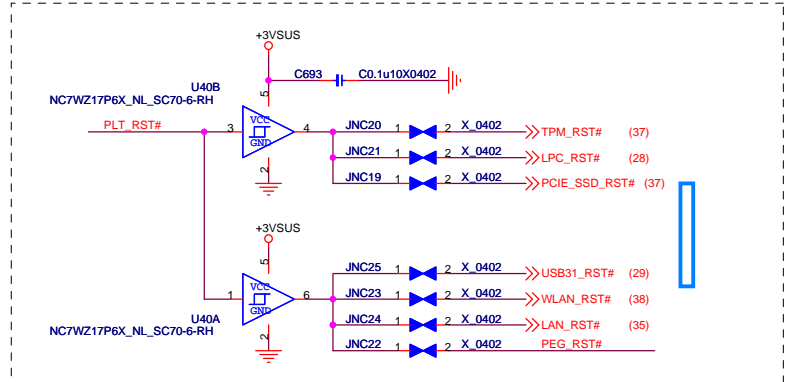 +3VSUS
C693 C0.1u10X0402
U40B
NC7WZ17P6X_NL_SC70-6-RH
5
VCC
GND
2
PLT_RST# 3 4
JNC20 1 2 X_0402 TPM_RST# (37)
JNC21 1 2 X_0402 LPC_RST# (28)
JNC19 1 2 X_0402 PCIE_SSD_RST# (37)
+3VSUS
5
VCC
GND
2
1 6
U40A
NC7WZ17P6X_NL_SC70-6-RH
JNC25 1 2 X_0402 USB31_RST# (29)
JNC23 1 2 X_0402 WLAN_RST# (38)
JNC24 1 2 X_0402 LAN_RST# (35)
JNC22 1 2 X_0402 PEG_RST#